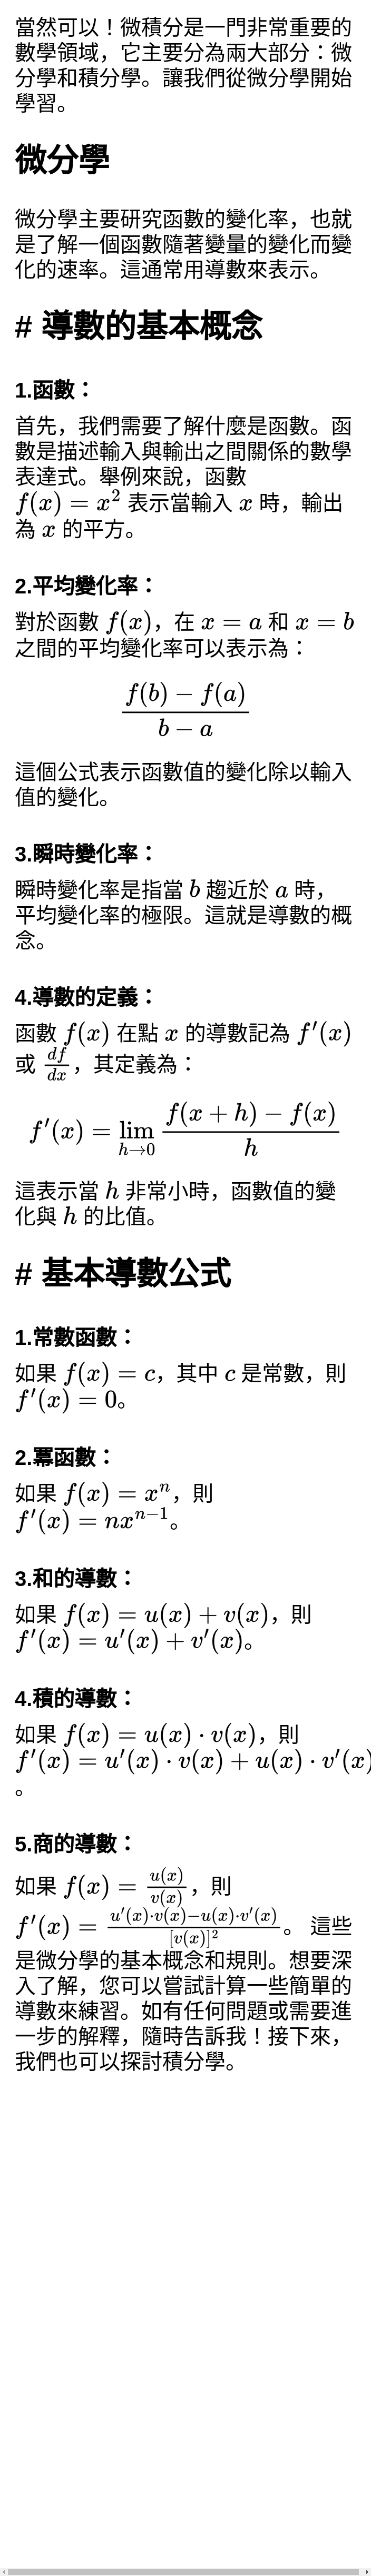 當然可以！微積分是一門非常重要的
數學領域，它主要分為兩大部分：微
分學和積分學。讓我們從微分學開始
學習。
微分學
微分學主要研究函數的變化率，也就
是了解一個函數隨著變量的變化而變
化的速率。這通常用導數來表示。
# 導數的基本概念
1.函數：
首先，我們需要了解什麼是函數。函
數是描述輸入與輸出之間關係的數學
表達式。舉例來說，函數
f(x) = x² 表示當輸入 x 時，輸出
為 x 的平方。
2.平均變化率：
對於函數 f(x)，在 x = a 和 x = b
之間的平均變化率可以表示為：
\frac{f(b) - f(a)}{b - a}
這個公式表示函數值的變化除以輸入
值的變化。
3.瞬時變化率：
瞬時變化率是指當 b 趨近於 a 時，
平均變化率的極限。這就是導數的概
念。
4.導數的定義：
函數 f(x) 在點 x 的導數記為 f′(x)
或 \frac{df}{dx}，其定義為：
f′(x) = \lim_{h→0} \frac{f(x + h) - f(x)}{h}
這表示當 h 非常小時，函數值的變
化與 h 的比值。
# 基本導數公式
1.常數函數：
如果 f(x) = c，其中 c 是常數，則
f′(x) = 0。
2.冪函數：
如果 f(x) = xⁿ，則
f′(x) = nxⁿ⁻¹。
3.和的導數：
如果 f(x) = u(x) + v(x)，則
f′(x) = u′(x) + v′(x)。
4.積的導數：
如果 f(x) = u(x) · v(x)，則
f′(x) = u′(x) · v(x) + u(x) · v′(x)
。
5.商的導數：
如果 f(x) = \frac{u(x)}{v(x)}，則
f′(x) = \frac{u′(x)·v(x)−u(x)·v′(x)}{[v(x)]²}。 這些
是微分學的基本概念和規則。想要深
入了解，您可以嘗試計算一些簡單的
導數來練習。如有任何問題或需要進
一步的解釋，隨時告訴我！接下來，
我們也可以探討積分學。